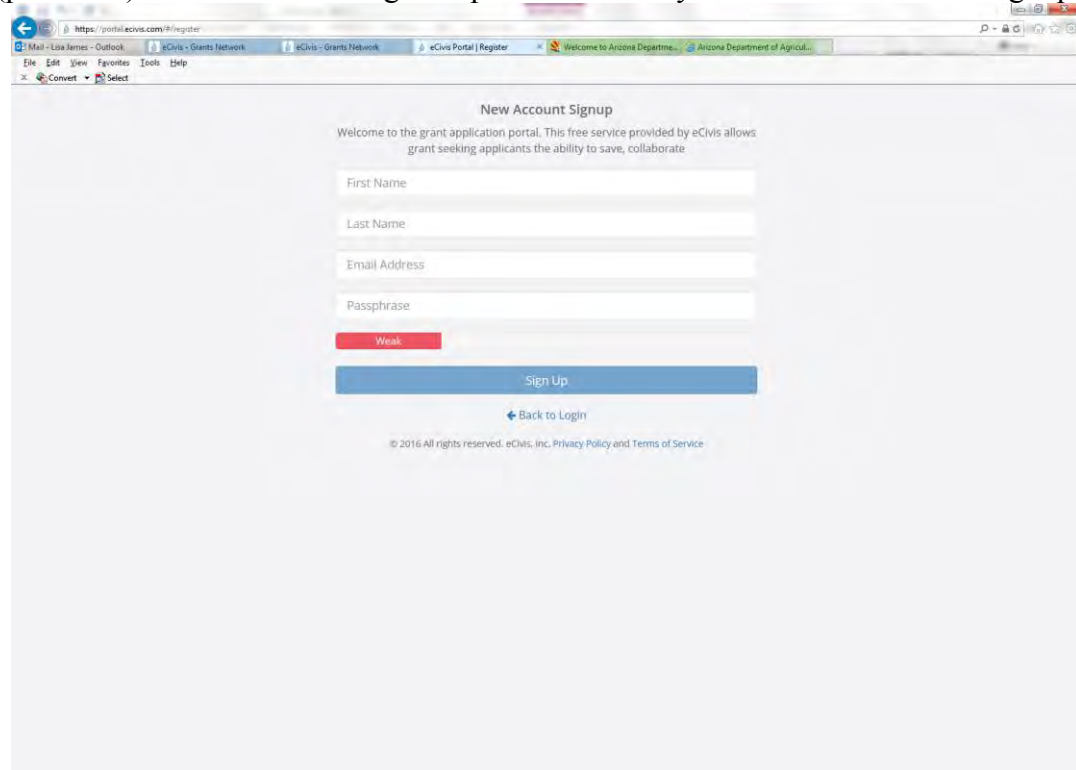 https://portal.ecivis.com/#/register
Mail - Lisa James - Outlook
eCivis - Grants Network
eCivis - Grants Network
eCivis Portal | Register
Welcome to Arizona Departme...
Arizona Department of Agricul...
File Edit View Favorites Tools Help
Convert Select
New Account Signup
Welcome to the grant application portal. This free service provided by eCivis allows
grant seeking applicants the ability to save, collaborate
First Name
Last Name
Email Address
Passphrase
Weak
Sign Up
Back to Login
© 2016 All rights reserved. eCivis, Inc. Privacy Policy and Terms of Service